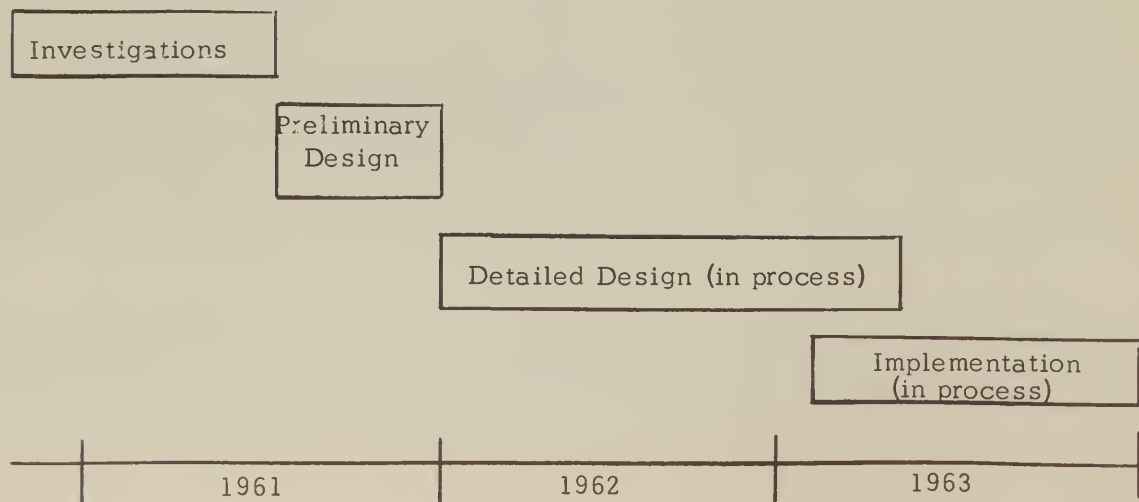 Investigations
Preliminary
Design
Detailed Design (in process)
Implementation
(in process)
1961 1962 1963